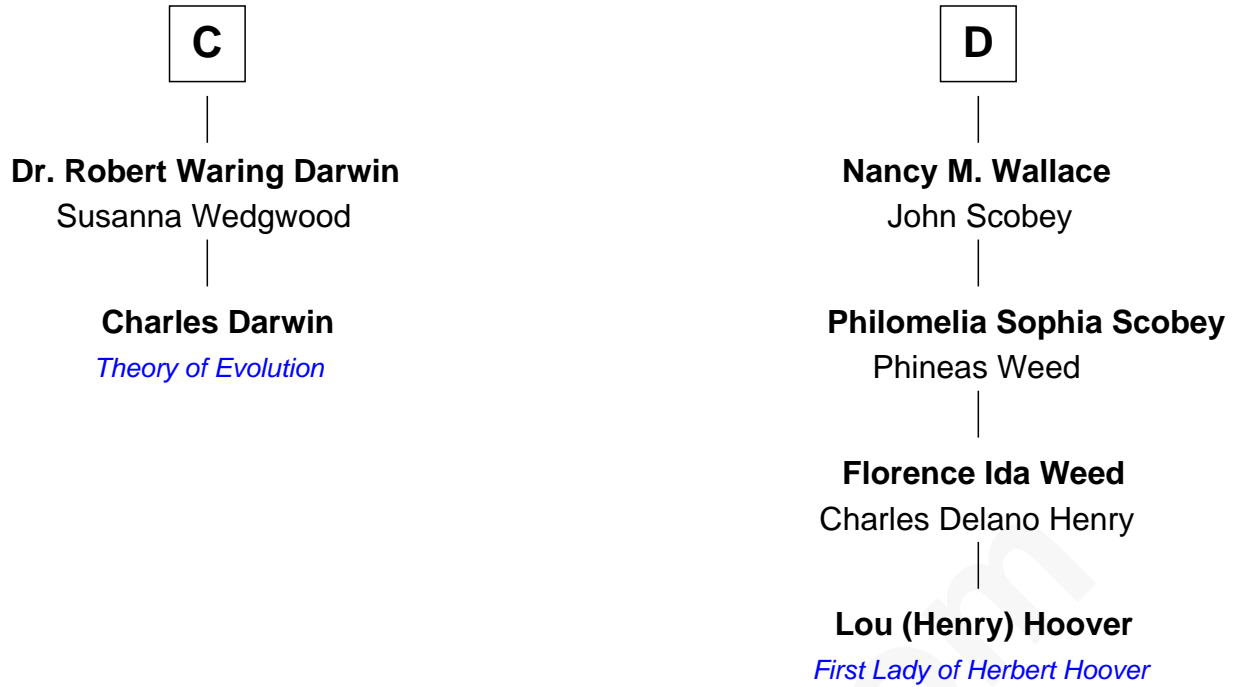 C
Dr. Robert Waring Darwin
Susanna Wedgwood
Charles Darwin
Theory of Evolution
D
Nancy M. Wallace
John Scobey
Philomelia Sophia Scobey
Phineas Weed
Florence Ida Weed
Charles Delano Henry
Lou (Henry) Hoover
First Lady of Herbert Hoover